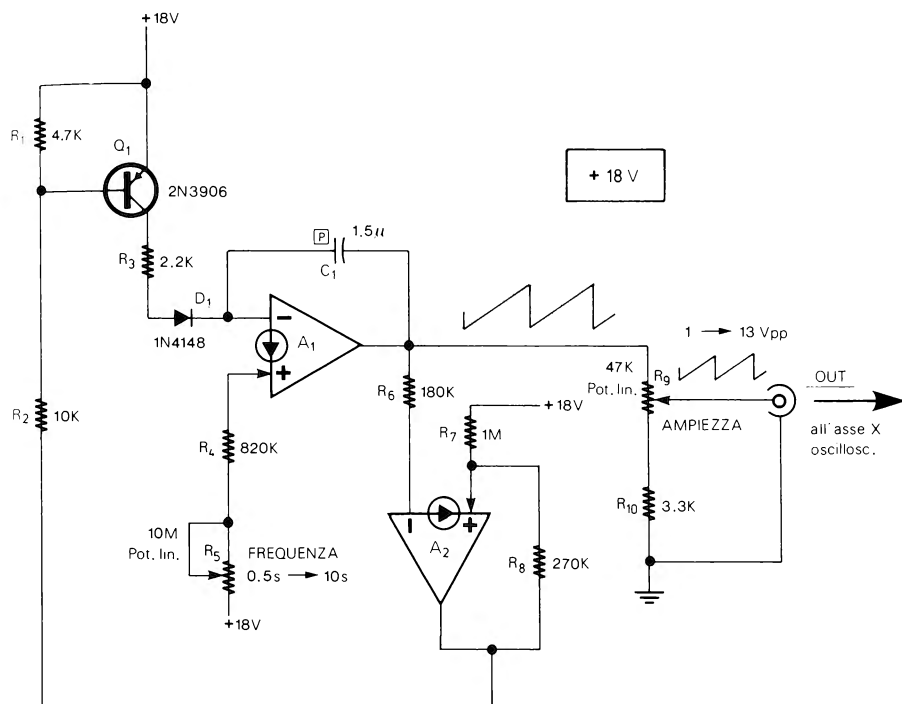 +18V
R1 4.7K
Q1
2N3906
+ 18 V
R3 2.2K
P 1.5µ
C1
D1
1N4148
−
A1
+
1 → 13 Vpp
47K R9
Pot. lin.
AMPIEZZA
OUT
all'asse X
oscillosc.
R2 10K
R6 180K
+18V
R7 1M
R4 820K
R10 3.3K
10M
Pot. lin.
R5 FREQUENZA
0.5s → 10s
− +
A2
R8 270K
+18V